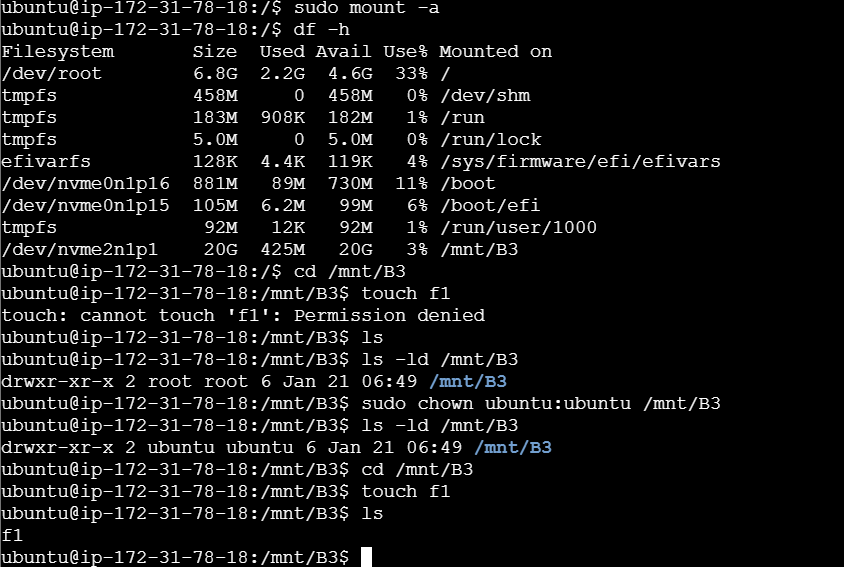 ubuntu@ip-172-31-78-18:/$ sudo mount -a
ubuntu@ip-172-31-78-18:/$ df -h
Filesystem       Size  Used Avail Use% Mounted on
/dev/root        6.8G  2.2G  4.6G  33% /
tmpfs            458M     0  458M   0% /dev/shm
tmpfs            183M  908K  182M   1% /run
tmpfs            5.0M     0  5.0M   0% /run/lock
efivarfs         128K  4.4K  119K   4% /sys/firmware/efi/efivars
/dev/nvme0n1p16  881M   89M  730M  11% /boot
/dev/nvme0n1p15  105M  6.2M   99M   6% /boot/efi
tmpfs             92M   12K   92M   1% /run/user/1000
/dev/nvme2n1p1    20G  425M   20G   3% /mnt/B3
ubuntu@ip-172-31-78-18:/$ cd /mnt/B3
ubuntu@ip-172-31-78-18:/mnt/B3$ touch f1
touch: cannot touch 'f1': Permission denied
ubuntu@ip-172-31-78-18:/mnt/B3$ ls
ubuntu@ip-172-31-78-18:/mnt/B3$ ls -ld /mnt/B3
drwxr-xr-x 2 root root 6 Jan 21 06:49 /mnt/B3
ubuntu@ip-172-31-78-18:/mnt/B3$ sudo chown ubuntu:ubuntu /mnt/B3
ubuntu@ip-172-31-78-18:/mnt/B3$ ls -ld /mnt/B3
drwxr-xr-x 2 ubuntu ubuntu 6 Jan 21 06:49 /mnt/B3
ubuntu@ip-172-31-78-18:/mnt/B3$ cd /mnt/B3
ubuntu@ip-172-31-78-18:/mnt/B3$ touch f1
ubuntu@ip-172-31-78-18:/mnt/B3$ ls
f1
ubuntu@ip-172-31-78-18:/mnt/B3$